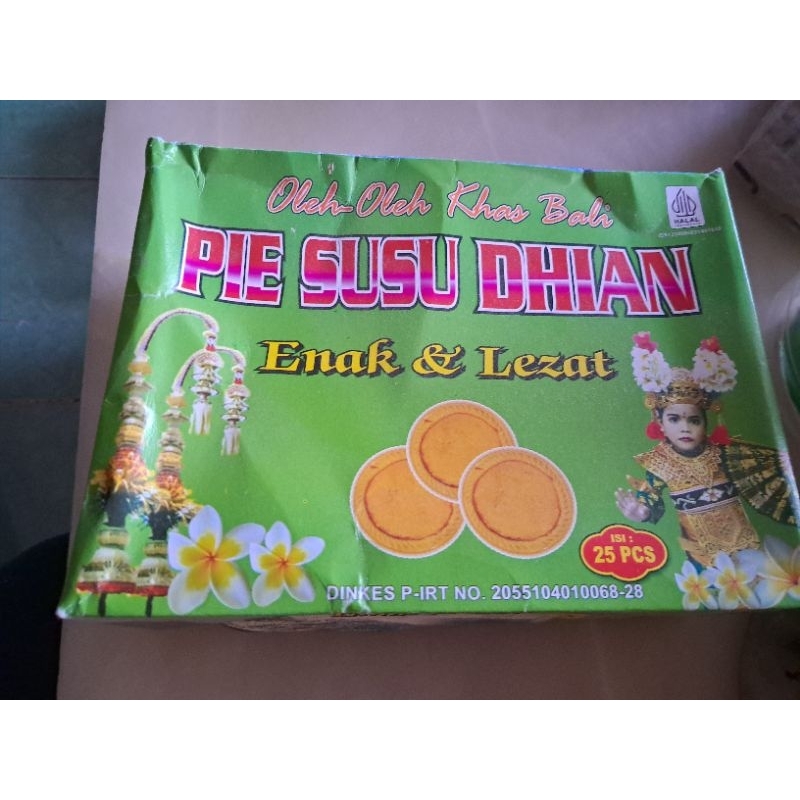 Oleh-Oleh Khas Bali
HALAL
PIE SUSU DHIAN
Enak & Lezat
ISI :
25 PCS
DINKES P-IRT NO. 2055104010068-28